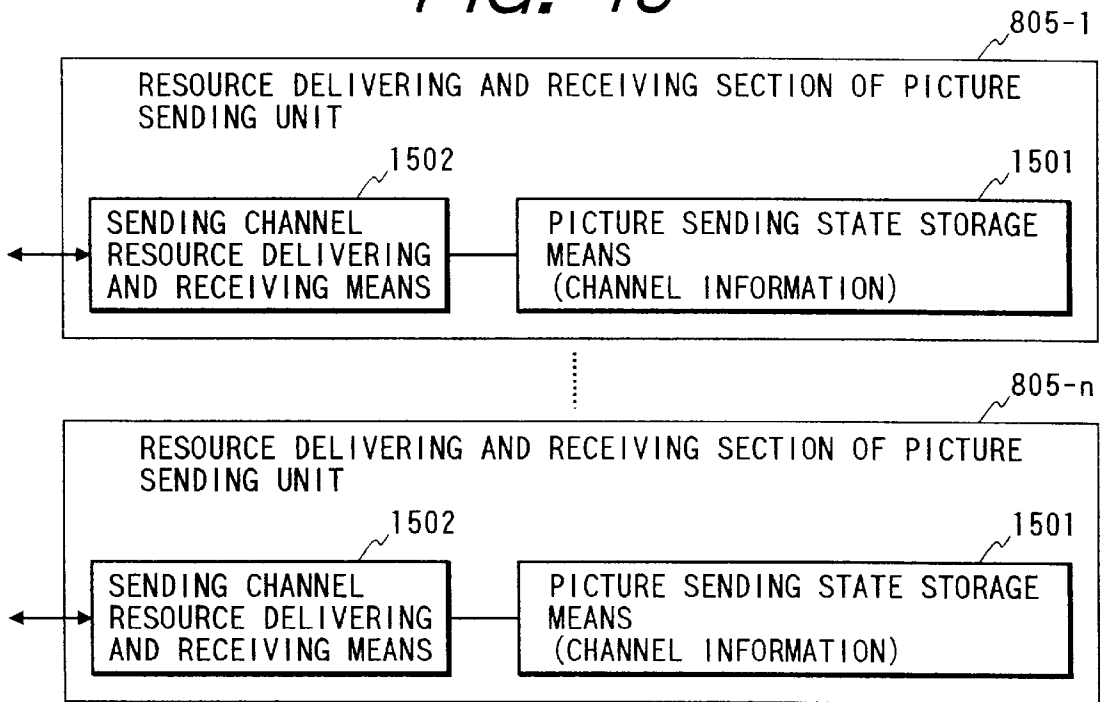 FIG.
805-1
RESOURCE DELIVERING AND RECEIVING SECTION OF PICTURE
SENDING UNIT
1502
1501
SENDING CHANNEL
RESOURCE DELIVERING
AND RECEIVING MEANS
PICTURE SENDING STATE STORAGE
MEANS
(CHANNEL INFORMATION)
805-n
RESOURCE DELIVERING AND RECEIVING SECTION OF PICTURE
SENDING UNIT
1502
1501
SENDING CHANNEL
RESOURCE DELIVERING
AND RECEIVING MEANS
PICTURE SENDING STATE STORAGE
MEANS
(CHANNEL INFORMATION)